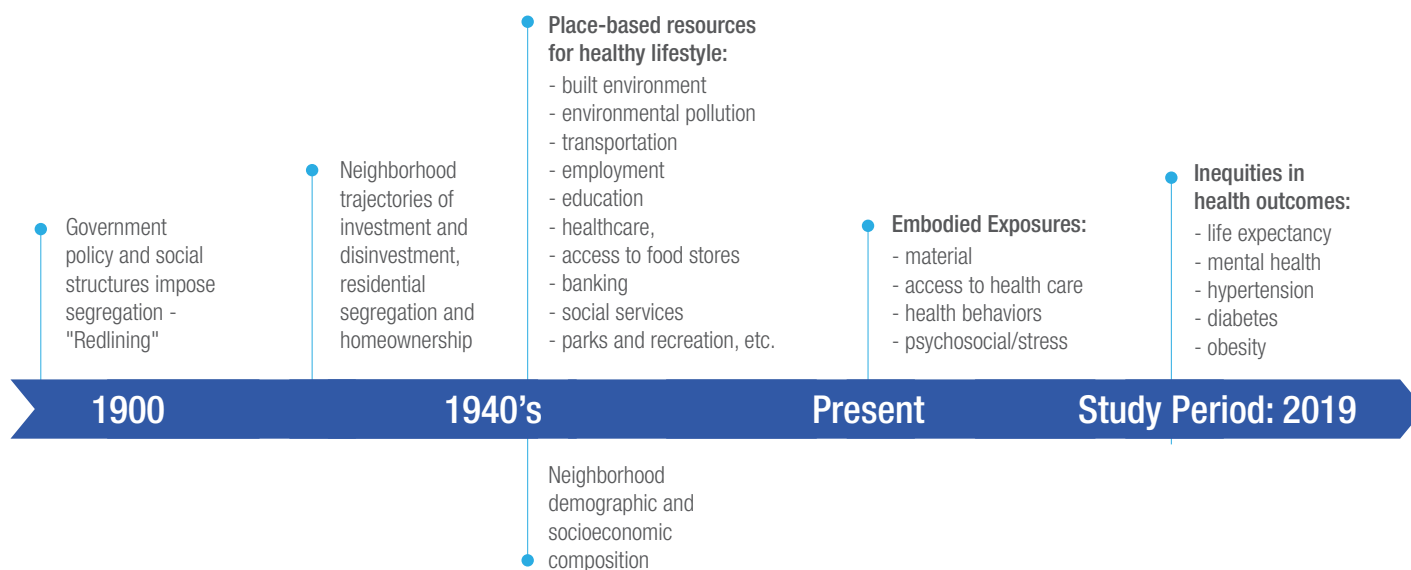 Government
policy and social
structures impose
segregation -
"Redlining"
Neighborhood
trajectories of
investment and
disinvestment,
residential
segregation and
homeownership
Place-based resources
for healthy lifestyle:
- built environment
- environmental pollution
- transportation
- employment
- education
- healthcare,
- access to food stores
- banking
- social services
- parks and recreation, etc.
Embodied Exposures:
- material
- access to health care
- health behaviors
- psychosocial/stress
Inequities in
health outcomes:
- life expectancy
- mental health
- hypertension
- diabetes
- obesity
1900
1940's
Present
Study Period: 2019
Neighborhood
demographic and
socioeconomic
composition